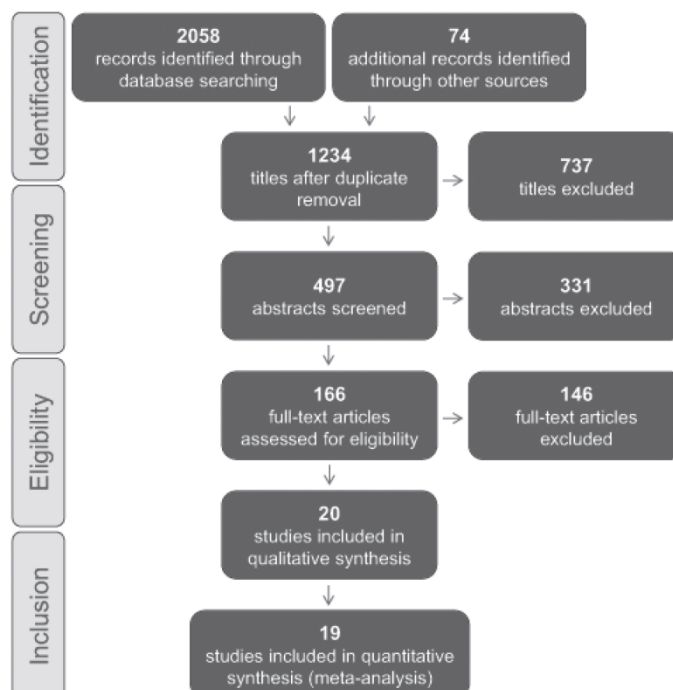 Identification
2058
records identified through
database searching
74
additional records identified
through other sources
1234
titles after duplicate
removal
737
titles excluded
Screening
497
abstracts screened
331
abstracts excluded
Eligibility
166
full-text articles
assessed for eligibility
146
full-text articles
excluded
20
studies included in
qualitative synthesis
Inclusion
19
studies included in quantitative
synthesis (meta-analysis)